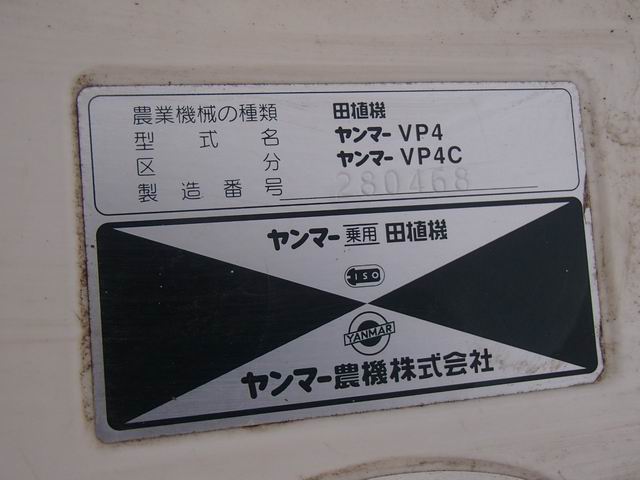 農業機械の種類 田植機
型式名 ヤンマー VP4
区分 ヤンマー VP4C
製造番号 280468
ヤンマー 乗用 田植機
ISO
YANMAR
ヤンマー農機株式会社